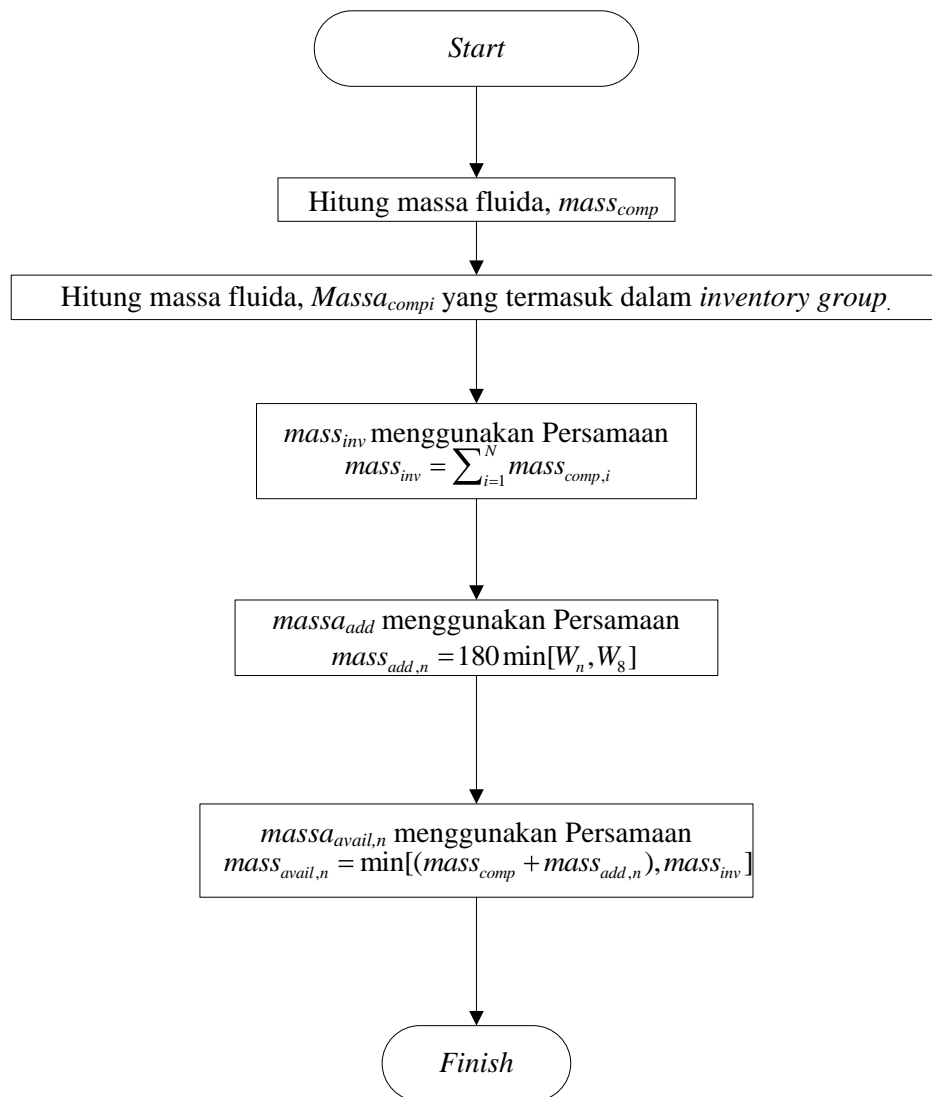 Start
Hitung massa fluida, mass_comp
Hitung massa fluida, Massa_compi yang termasuk dalam inventory group.
mass_inv menggunakan Persamaan
mass_inv = ∑_{i=1}^{N} mass_comp,i
massa_add menggunakan Persamaan
mass_add,n = 180 min[W_n, W_8]
massa_avail,n menggunakan Persamaan
mass_avail,n = min[(mass_comp + mass_add,n), mass_inv]
Finish